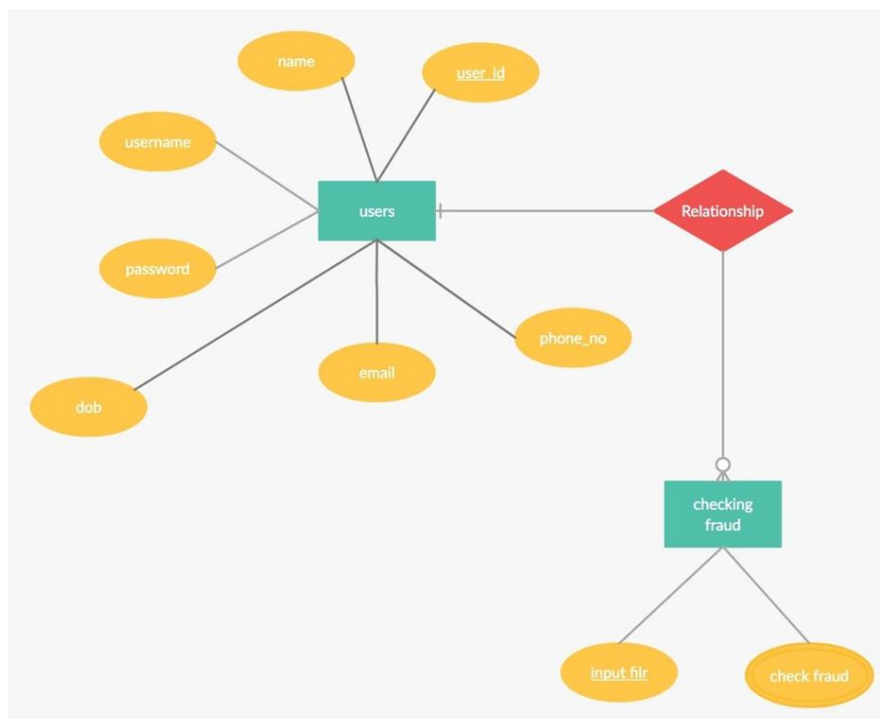 name
user_id
username
users
Relationship
password
phone_no
email
dob
checking
fraud
input filr
check fraud